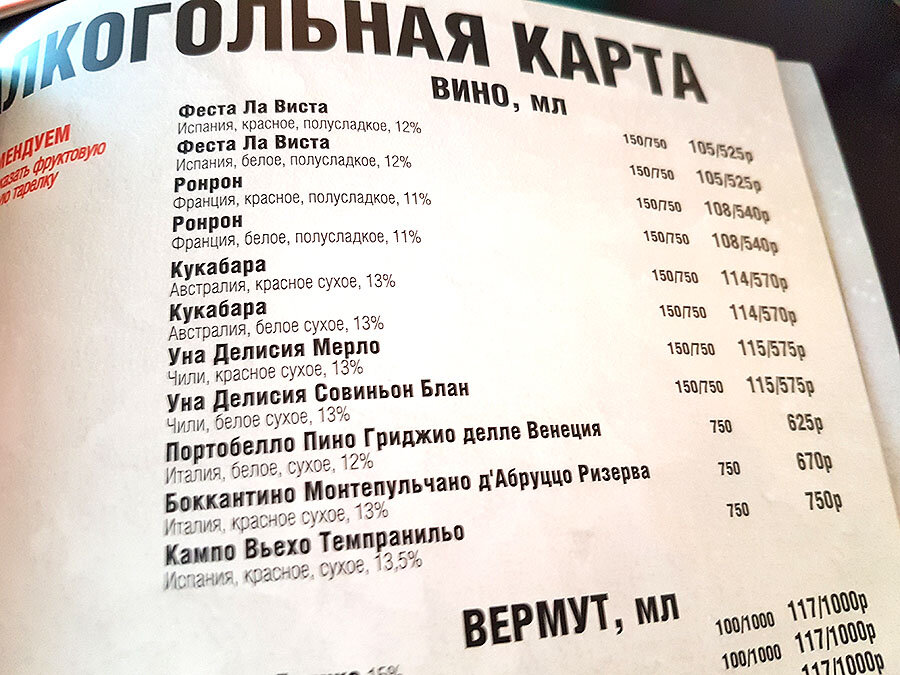 ЛКОГОЛЬНАЯ КАРТА
ВИНО, мл
МЕНДУЕМ
казать фруктовую
тарелку
Феста Ла Виста
Испания, красное, полусладкое, 12%
150/750 105/525р
Феста Ла Виста
Испания, белое, полусладкое, 12%
150/750 105/525р
Ронрон
Франция, красное, полусладкое, 11%
150/750 108/540р
Ронрон
Франция, белое, полусладкое, 11%
150/750 108/540р
Кукабара
Австралия, красное сухое, 13%
150/750 114/570р
Кукабара
Австралия, белое сухое, 13%
150/750 114/570р
Уна Делисия Мерло
Чили, красное сухое, 13%
150/750 115/575р
Уна Делисия Совиньон Блан
Чили, белое сухое, 13%
150/750 115/575р
Портобелло Пино Гриджио делле Венеция
Италия, белое, сухое, 12%
750 625р
Боккантино Монтепульчано д'Абруццо Ризерва
Италия, красное сухое, 13%
750 670р
Кампо Вьехо Темпранильо
Испания, красное, сухое, 13,5%
750 750р
ВЕРМУТ, мл
100/1000 117/1000р
100/1000 117/1000р
117/1000р
15%